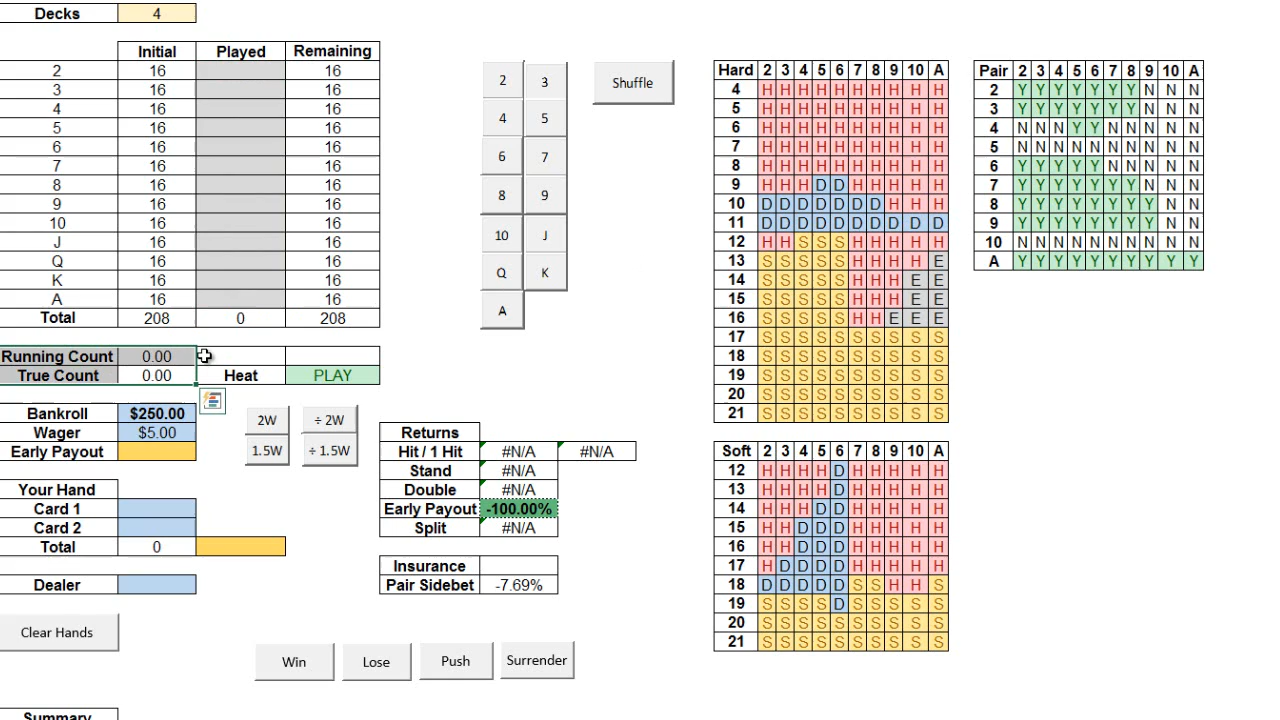 Decks 4
Initial Played Remaining
2 16 16
3 16 16
4 16 16
5 16 16
6 16 16
7 16 16
8 16 16
9 16 16
10 16 16
J 16 16
Q 16 16
K 16 16
A 16 16
Total 208 0 208
Running Count 0.00
True Count 0.00 Heat PLAY
Bankroll $250.00
Wager $5.00
Early Payout
Your Hand
Card 1
Card 2
Total 0
Dealer
Clear Hands
2W ÷ 2W
1.5W ÷ 1.5W
Returns
Hit / 1 Hit #N/A #N/A
Stand #N/A
Double #N/A
Early Payout -100.00%
Split #N/A
Insurance
Pair Sidebet -7.69%
Win Lose Push Surrender
Summary
2 3
4 5
6 7
8 9
10 J
Q K
A
Shuffle
Hard 2 3 4 5 6 7 8 9 10 A
4 H H H H H H H H H H
5 H H H H H H H H H H
6 H H H H H H H H H H
7 H H H H H H H H H H
8 H H H H H H H H H H
9 H H H D D H H H H H
10 D D D D D D D H H H
11 D D D D D D D D D D
12 H H S S S H H H H H
13 S S S S S H H H H E
14 S S S S S H H H E E
15 S S S S S H H H E E
16 S S S S S H H E E E
17 S S S S S S S S S S
18 S S S S S S S S S S
19 S S S S S S S S S S
20 S S S S S S S S S S
21 S S S S S S S S S S
Soft 2 3 4 5 6 7 8 9 10 A
12 H H H H D H H H H H
13 H H H H D H H H H H
14 H H H D D H H H H H
15 H H D D D H H H H H
16 H H D D D H H H H H
17 H D D D D H H H H H
18 D D D D D S S H H S
19 S S S S D S S S S S
20 S S S S S S S S S S
21 S S S S S S S S S S
Pair 2 3 4 5 6 7 8 9 10 A
2 Y Y Y Y Y Y Y N N N
3 Y Y Y Y Y Y Y N N N
4 N N N Y Y N N N N N
5 N N N N N N N N N N
6 Y Y Y Y Y N N N N N
7 Y Y Y Y Y Y Y N N N
8 Y Y Y Y Y Y Y Y N N
9 Y Y Y Y Y Y Y Y N N
10 N N N N N N N N N N
A Y Y Y Y Y Y Y Y Y Y